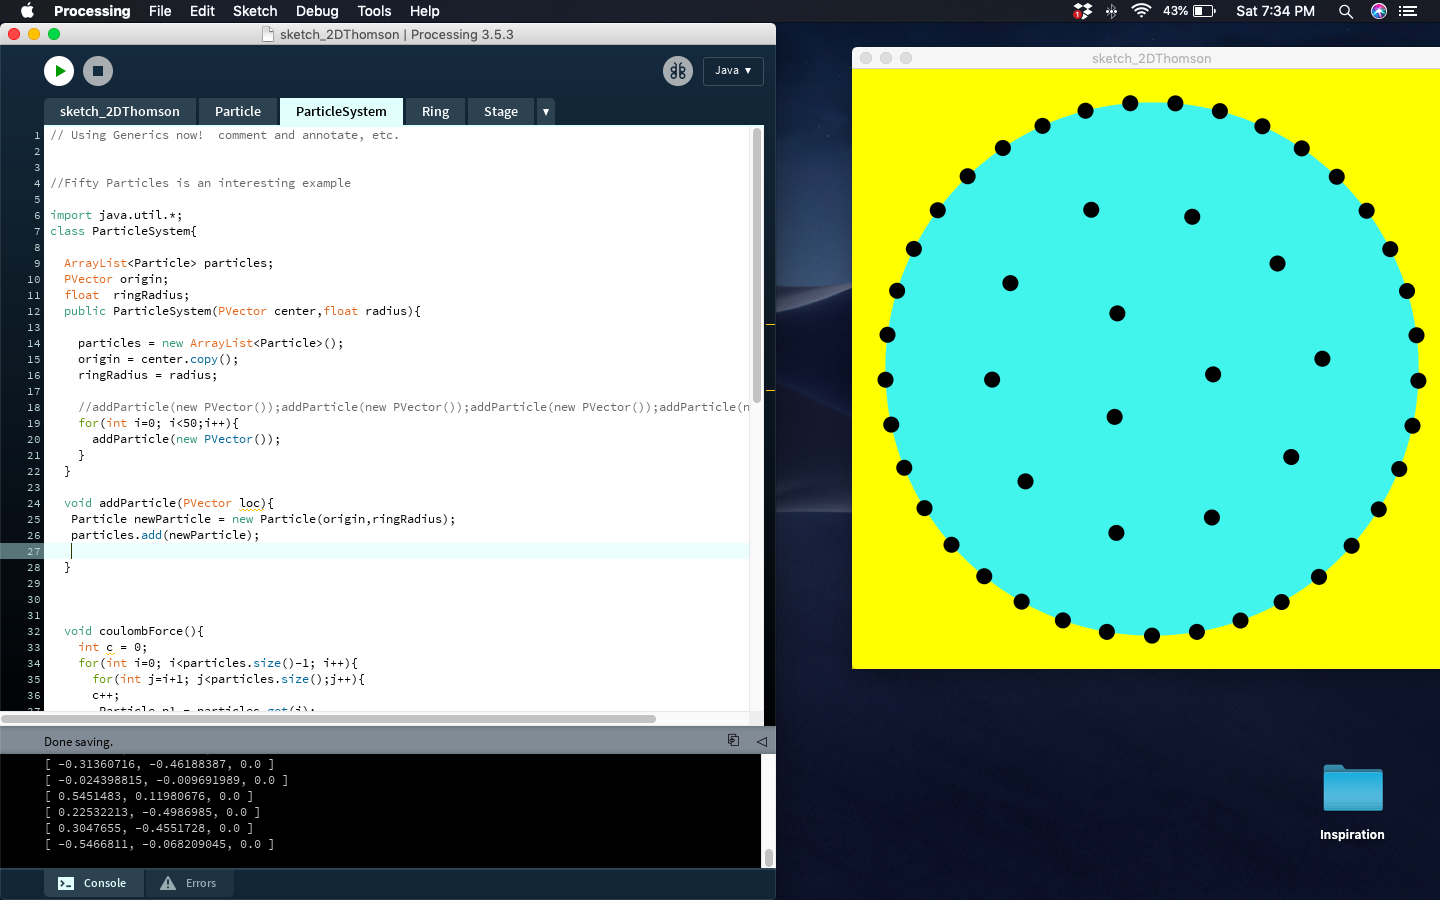 Processing File Edit Sketch Debug Tools Help 1 43% Sat 7:34 PM
sketch_2DThomson | Processing 3.5.3
sketch_2DThomson
Java ▾
sketch_2DThomson Particle ParticleSystem Ring Stage ▾
1 // Using Generics now!  comment and annotate, etc.
2
3
4 //Fifty Particles is an interesting example
5
6 import java.util.*;
7 class ParticleSystem{
8
9 ArrayList<Particle> particles;
10 PVector origin;
11 float  ringRadius;
12 public ParticleSystem(PVector center,float radius){
13
14 particles = new ArrayList<Particle>();
15 origin = center.copy();
16 ringRadius = radius;
17
18 //addParticle(new PVector());addParticle(new PVector());addParticle(new PVector());addParticle(n
19 for(int i=0; i<50;i++){
20 addParticle(new PVector());
21 }
22 }
23
24 void addParticle(PVector loc){
25 Particle newParticle = new Particle(origin,ringRadius);
26 particles.add(newParticle);
27
28 }
29
30
31
32 void coulombForce(){
33 int c = 0;
34 for(int i=0; i<particles.size()-1; i++){
35 for(int j=i+1; j<particles.size();j++){
36 c++;
37 Particle p1 = particles.get(i);
Done saving.
[ -0.31360716, -0.46188387, 0.0 ]
[ -0.024398815, -0.009691989, 0.0 ]
[ 0.5451483, 0.11980676, 0.0 ]
[ 0.22532213, -0.4986985, 0.0 ]
[ 0.3047655, -0.4551728, 0.0 ]
[ -0.5466811, -0.068209045, 0.0 ]
Console Errors
Inspiration